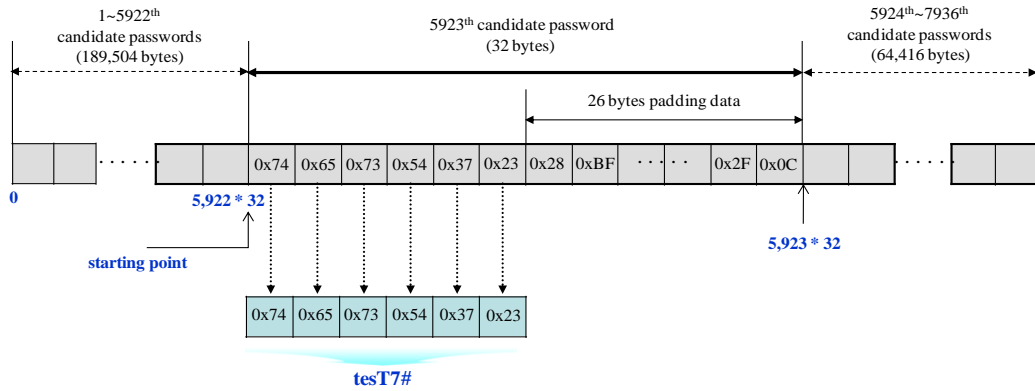 1~5922th
candidate passwords
(189,504 bytes)
5923th candidate password
(32 bytes)
5924th~7936th
candidate passwords
(64,416 bytes)
26 bytes padding data
· · · · · ·
0x74 0x65 0x73 0x54 0x37 0x23 0x28 0xBF · · · · · 0x2F 0x0C
· · · · · ·
0
5,922 * 32
5,923 * 32
starting point
0x74 0x65 0x73 0x54 0x37 0x23
tesT7#